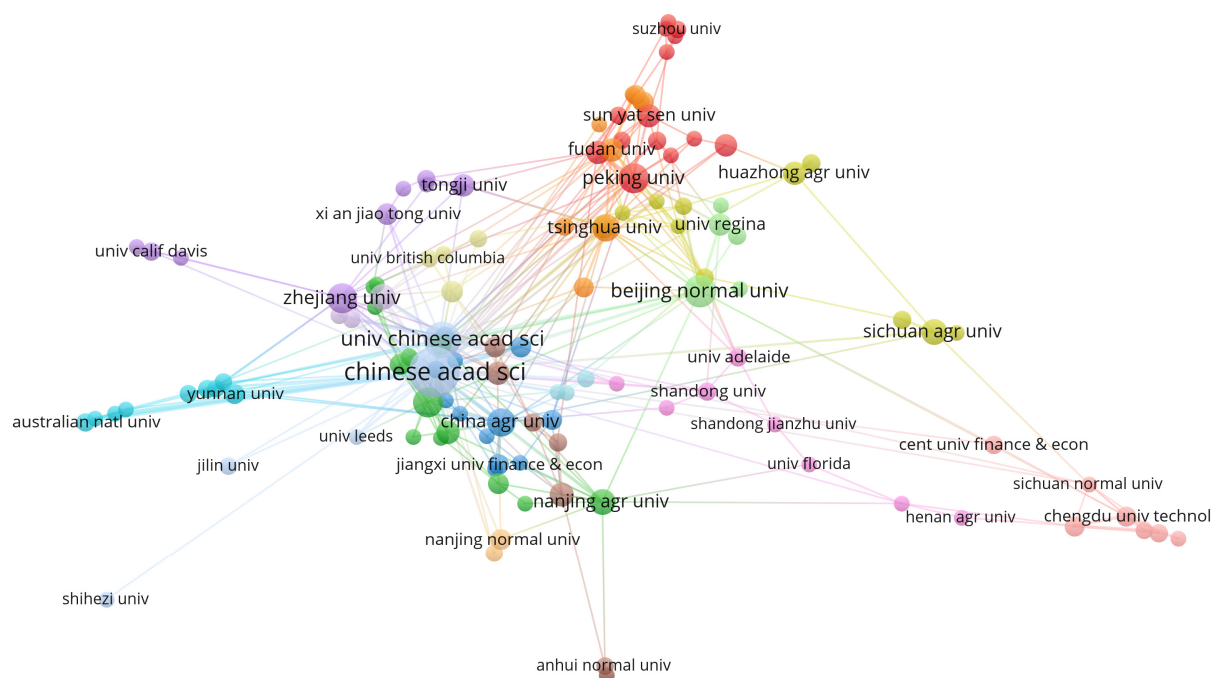 suzhou univ
sun yat sen univ
fudan univ
peking univ
huazhong agr univ
tongji univ
xi an jiao tong univ
tsinghua univ
univ regina
univ calif davis
univ british columbia
zhejiang univ
beijing normal univ
univ chinese acad sci
sichuan agr univ
univ adelaide
chinese acad sci
yunnan univ
shandong univ
australian natl univ
china agr univ
shandong jianzhu univ
univ leeds
cent univ finance & econ
jilin univ
jiangxi univ finance & econ
univ florida
sichuan normal univ
nanjing agr univ
henan agr univ
chengdu univ technol
nanjing normal univ
shihezi univ
anhui normal univ